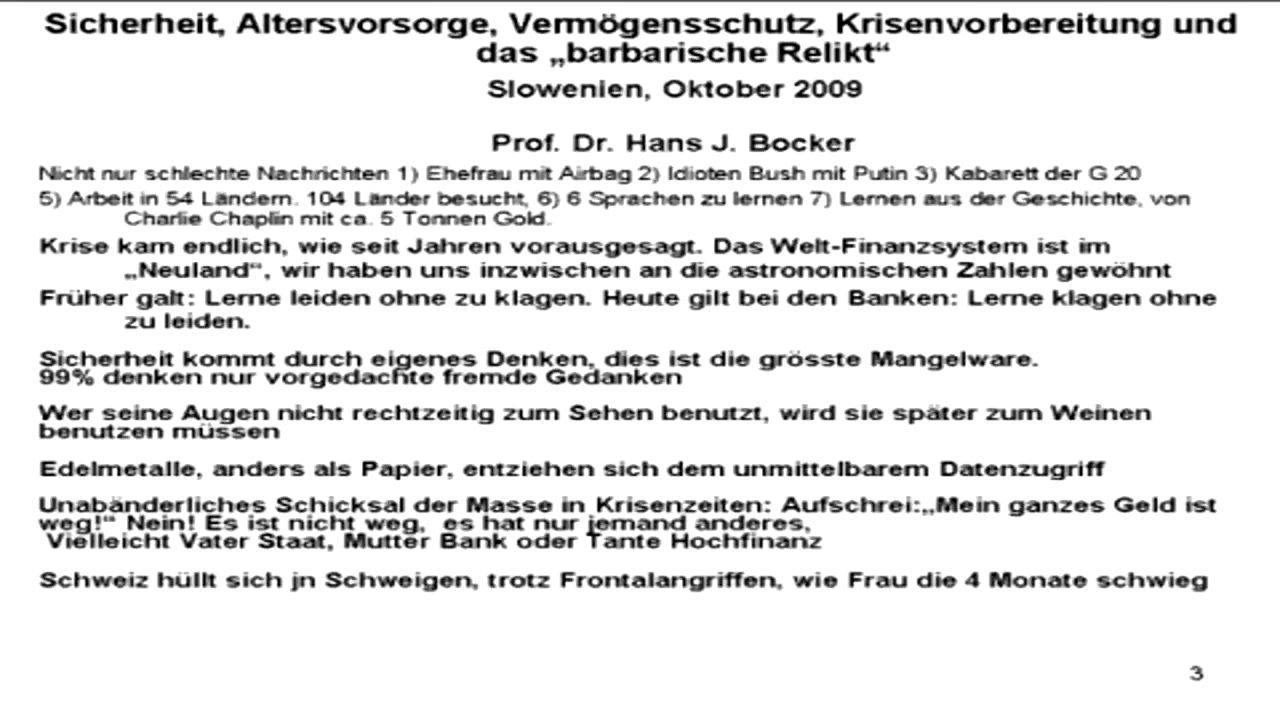 Sicherheit, Altersvorsorge, Vermögensschutz, Krisenvorbereitung und
das „barbarische Relikt“
Slowenien, Oktober 2009
Prof. Dr. Hans J. Bocker
Nicht nur schlechte Nachrichten 1) Ehefrau mit Airbag 2) Idioten Bush mit Putin 3) Kabarett der G 20
5) Arbeit in 54 Ländern. 104 Länder besucht, 6) 6 Sprachen zu lernen 7) Lernen aus der Geschichte, von
Charlie Chaplin mit ca. 5 Tonnen Gold.
Krise kam endlich, wie seit Jahren vorausgesagt. Das Welt-Finanzsystem ist im
„Neuland“, wir haben uns inzwischen an die astronomischen Zahlen gewöhnt
Früher galt: Lerne leiden ohne zu klagen. Heute gilt bei den Banken: Lerne klagen ohne
zu leiden.
Sicherheit kommt durch eigenes Denken, dies ist die grösste Mangelware.
99% denken nur vorgedachte fremde Gedanken
Wer seine Augen nicht rechtzeitig zum Sehen benutzt, wird sie später zum Weinen
benutzen müssen
Edelmetalle, anders als Papier, entziehen sich dem unmittelbarem Datenzugriff
Unabänderliches Schicksal der Masse in Krisenzeiten: Aufschrei:„Mein ganzes Geld ist
weg!“ Nein! Es ist nicht weg, es hat nur jemand anderes,
Vielleicht Vater Staat, Mutter Bank oder Tante Hochfinanz
Schweiz hüllt sich jn Schweigen, trotz Frontalangriffen, wie Frau die 4 Monate schwieg
3